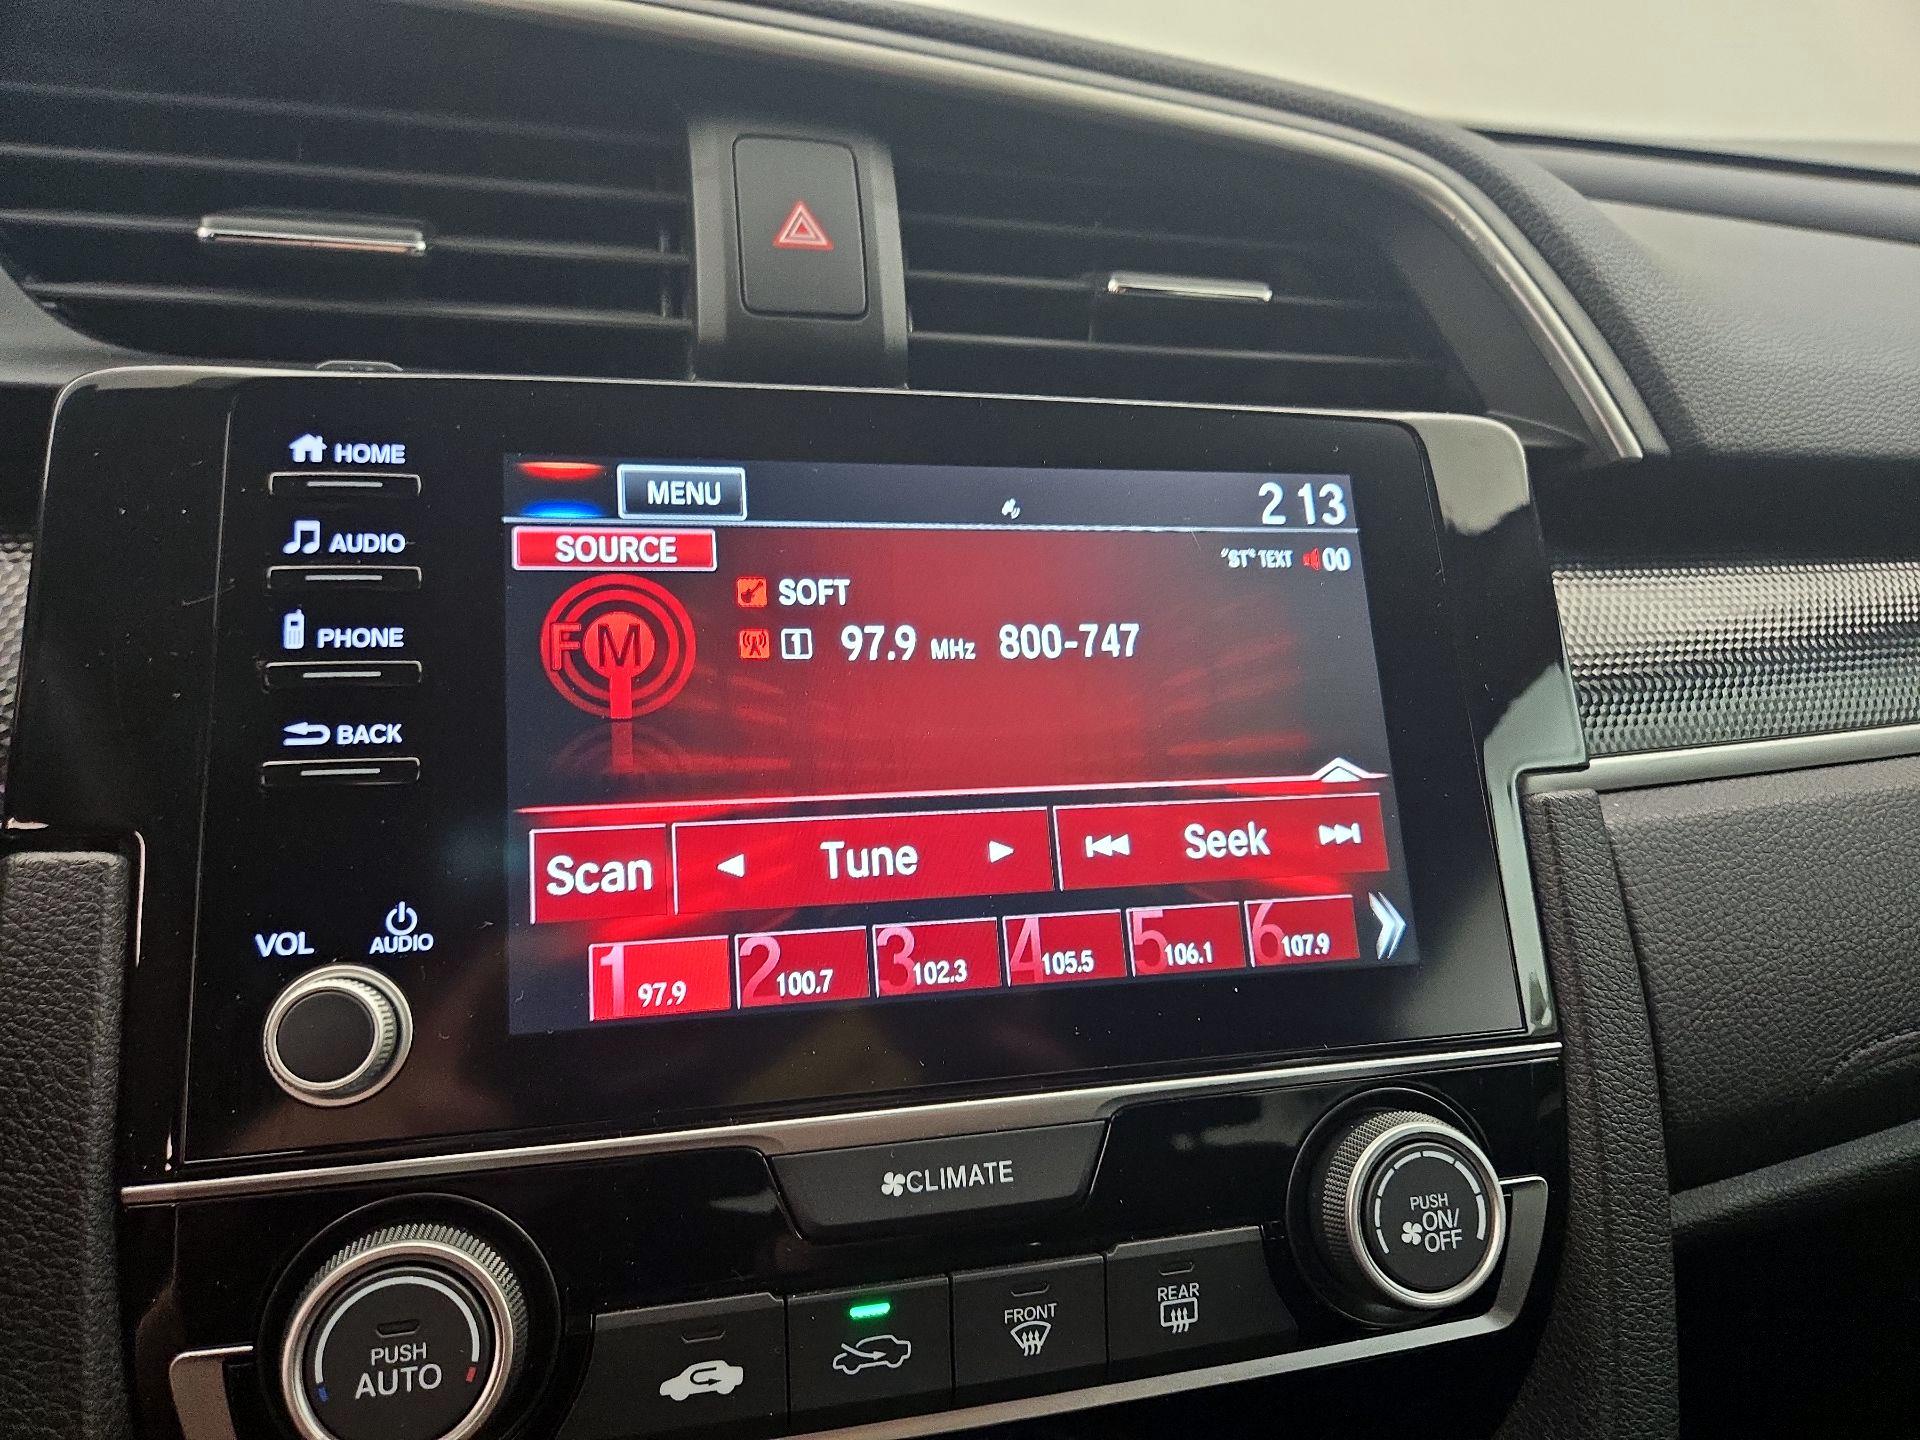 HOME
AUDIO
PHONE
BACK
VOL
AUDIO
MENU
2 13
SOURCE
"ST" TEXT 00
FM
SOFT
1 97.9 MHz 800-747
Scan
Tune
Seek
1 97.9
2 100.7
3 102.3
4 105.5
5 106.1
6 107.9
CLIMATE
PUSH
AUTO
FRONT
REAR
PUSH
ON/
OFF